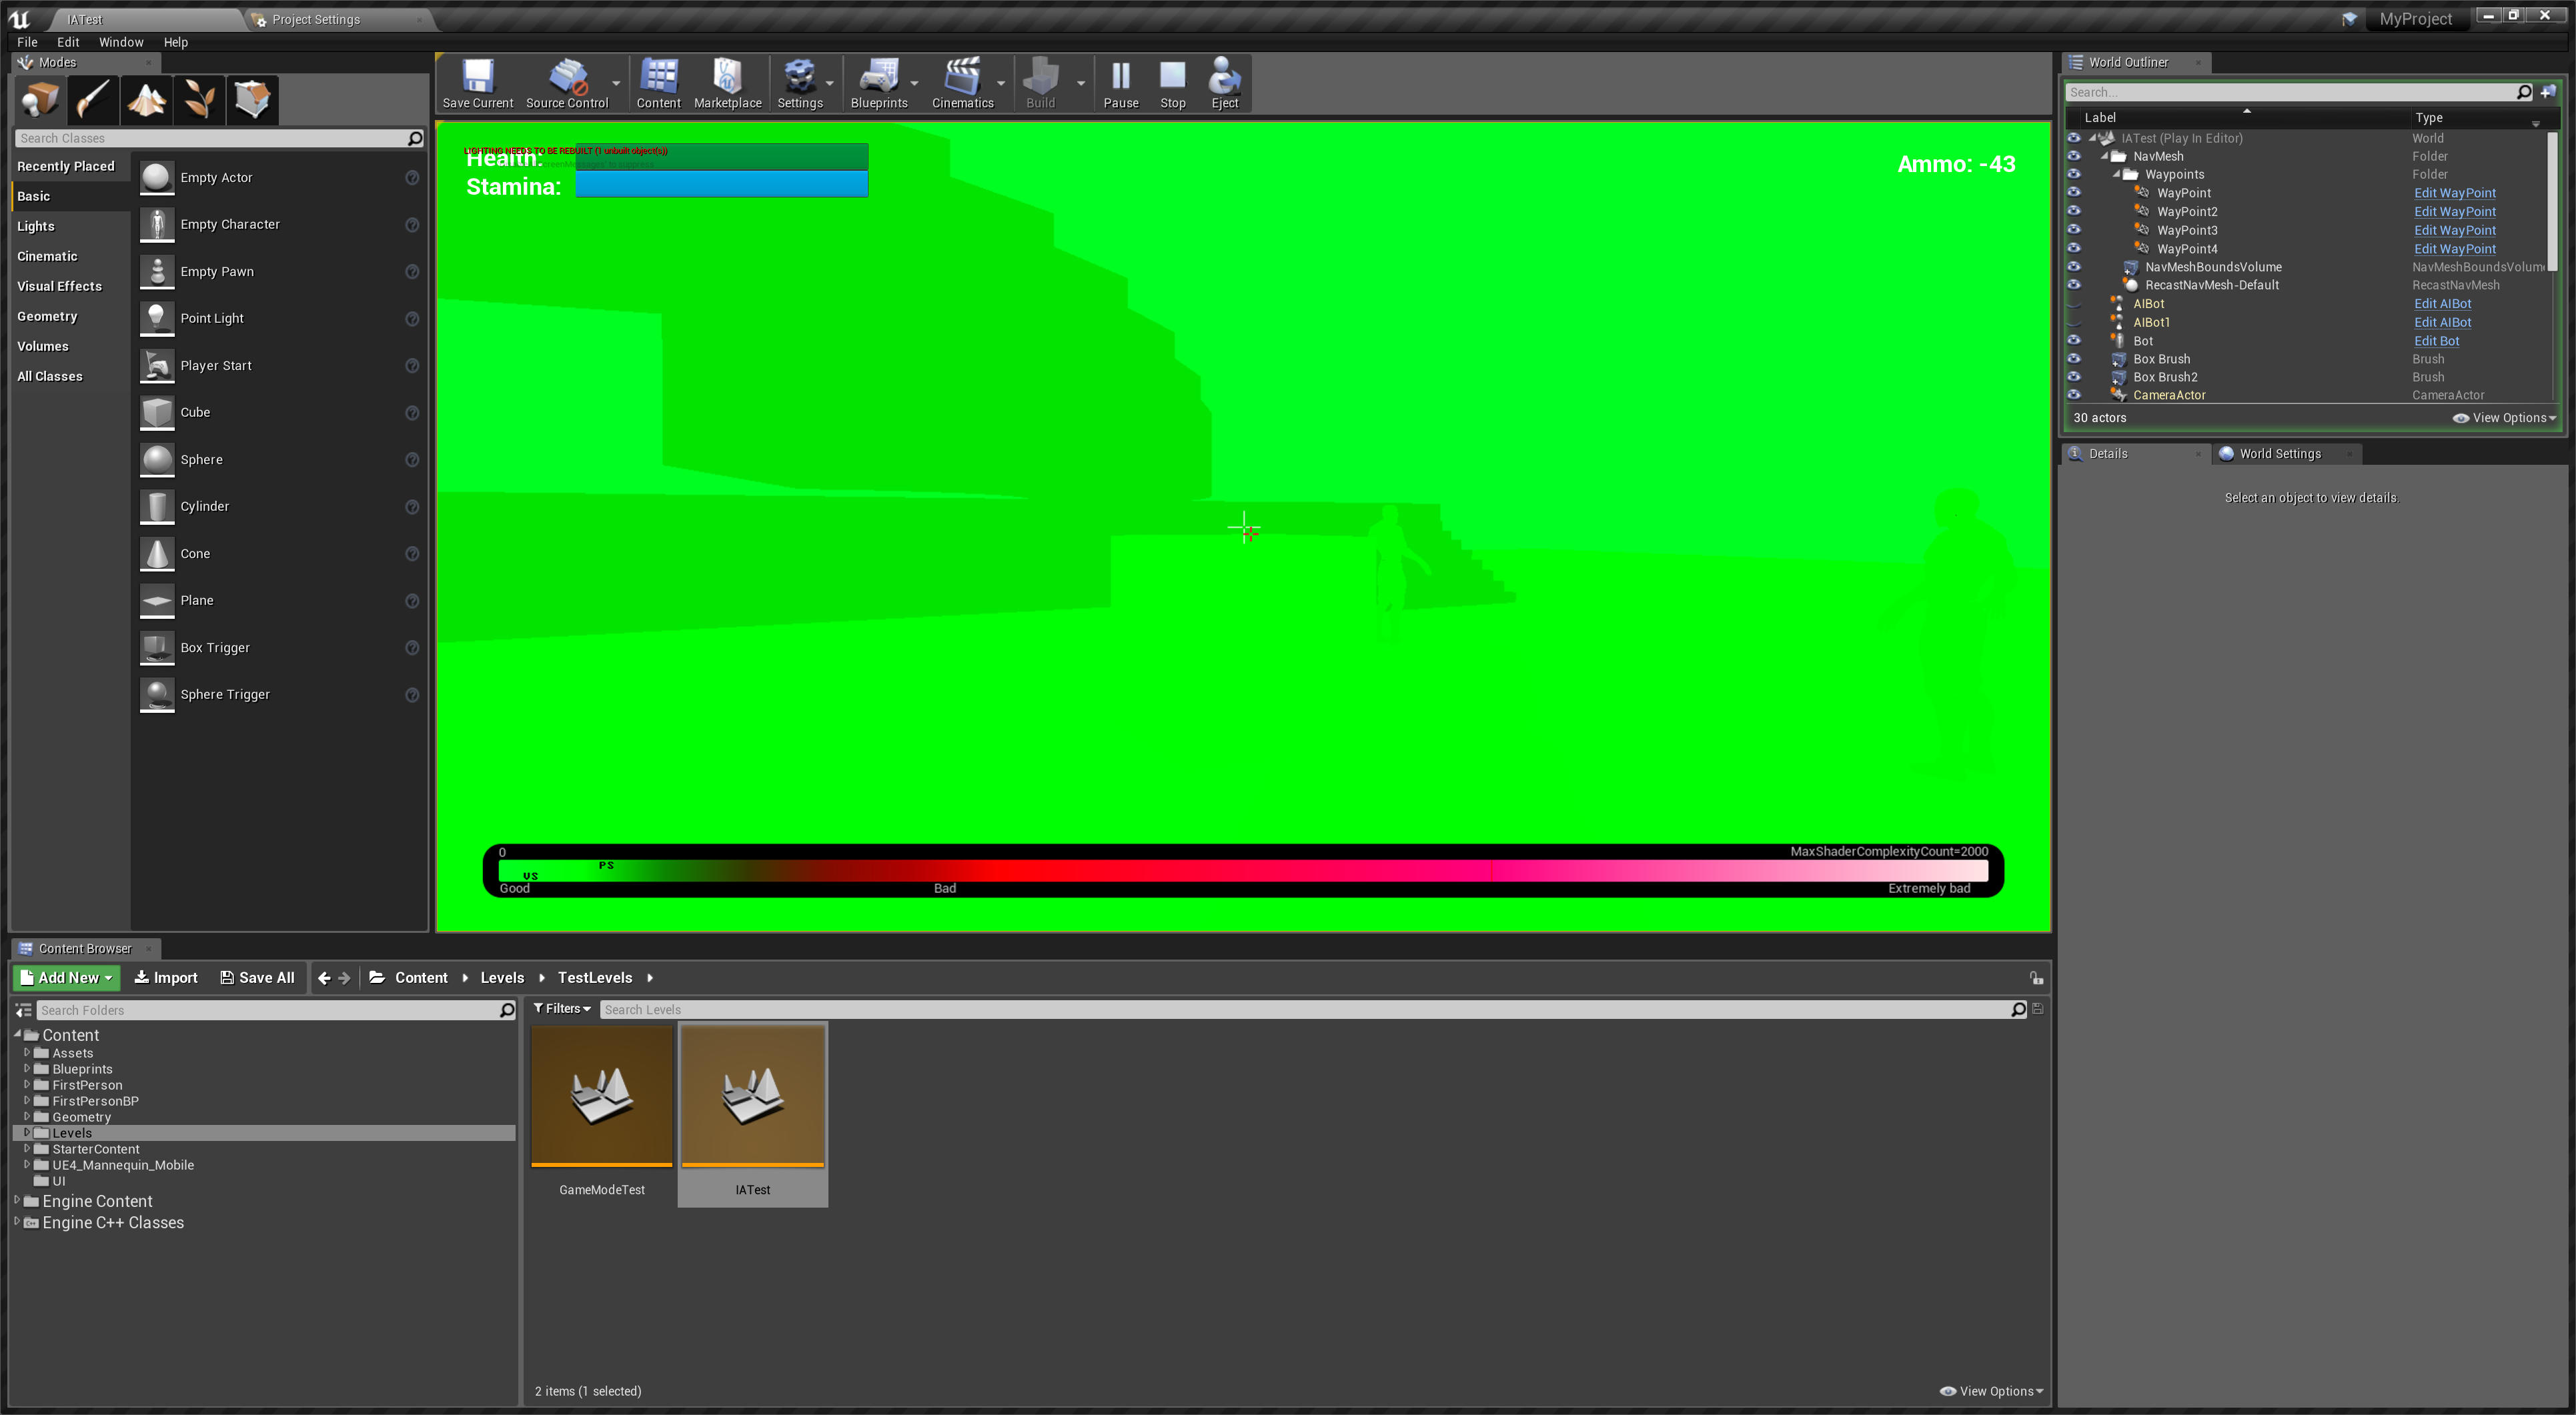 IATest
Project Settings
MyProject
File Edit Window Help
Modes
Search Classes
Recently Placed
Basic
Lights
Cinematic
Visual Effects
Geometry
Volumes
All Classes
Empty Actor
Empty Character
Empty Pawn
Point Light
Player Start
Cube
Sphere
Cylinder
Cone
Plane
Box Trigger
Sphere Trigger
Save Current
Source Control
Content
Marketplace
Settings
Blueprints
Cinematics
Build
Pause
Stop
Eject
LIGHTING NEEDS TO BE REBUILT (1 unbuilt object(s))
Health:
Stamina:
Ammo: -43
0
MaxShaderComplexityCount=2000
PS
VS
Good
Bad
Extremely bad
World Outliner
Search...
Label Type
IATest (Play In Editor) World
NavMesh Folder
Waypoints Folder
WayPoint Edit WayPoint
WayPoint2 Edit WayPoint
WayPoint3 Edit WayPoint
WayPoint4 Edit WayPoint
NavMeshBoundsVolume NavMeshBoundsVolum
RecastNavMesh-Default RecastNavMesh
AIBot Edit AIBot
AIBot1 Edit AIBot
Bot Edit Bot
Box Brush Brush
Box Brush2 Brush
CameraActor CameraActor
30 actors
View Options
Details
World Settings
Select an object to view details.
Content Browser
Add New
Import
Save All
Content
Levels
TestLevels
Search Folders
Content
Assets
Blueprints
FirstPerson
FirstPersonBP
Geometry
Levels
StarterContent
UE4_Mannequin_Mobile
UI
Engine Content
Engine C++ Classes
Filters
Search Levels
GameModeTest
IATest
2 items (1 selected)
View Options